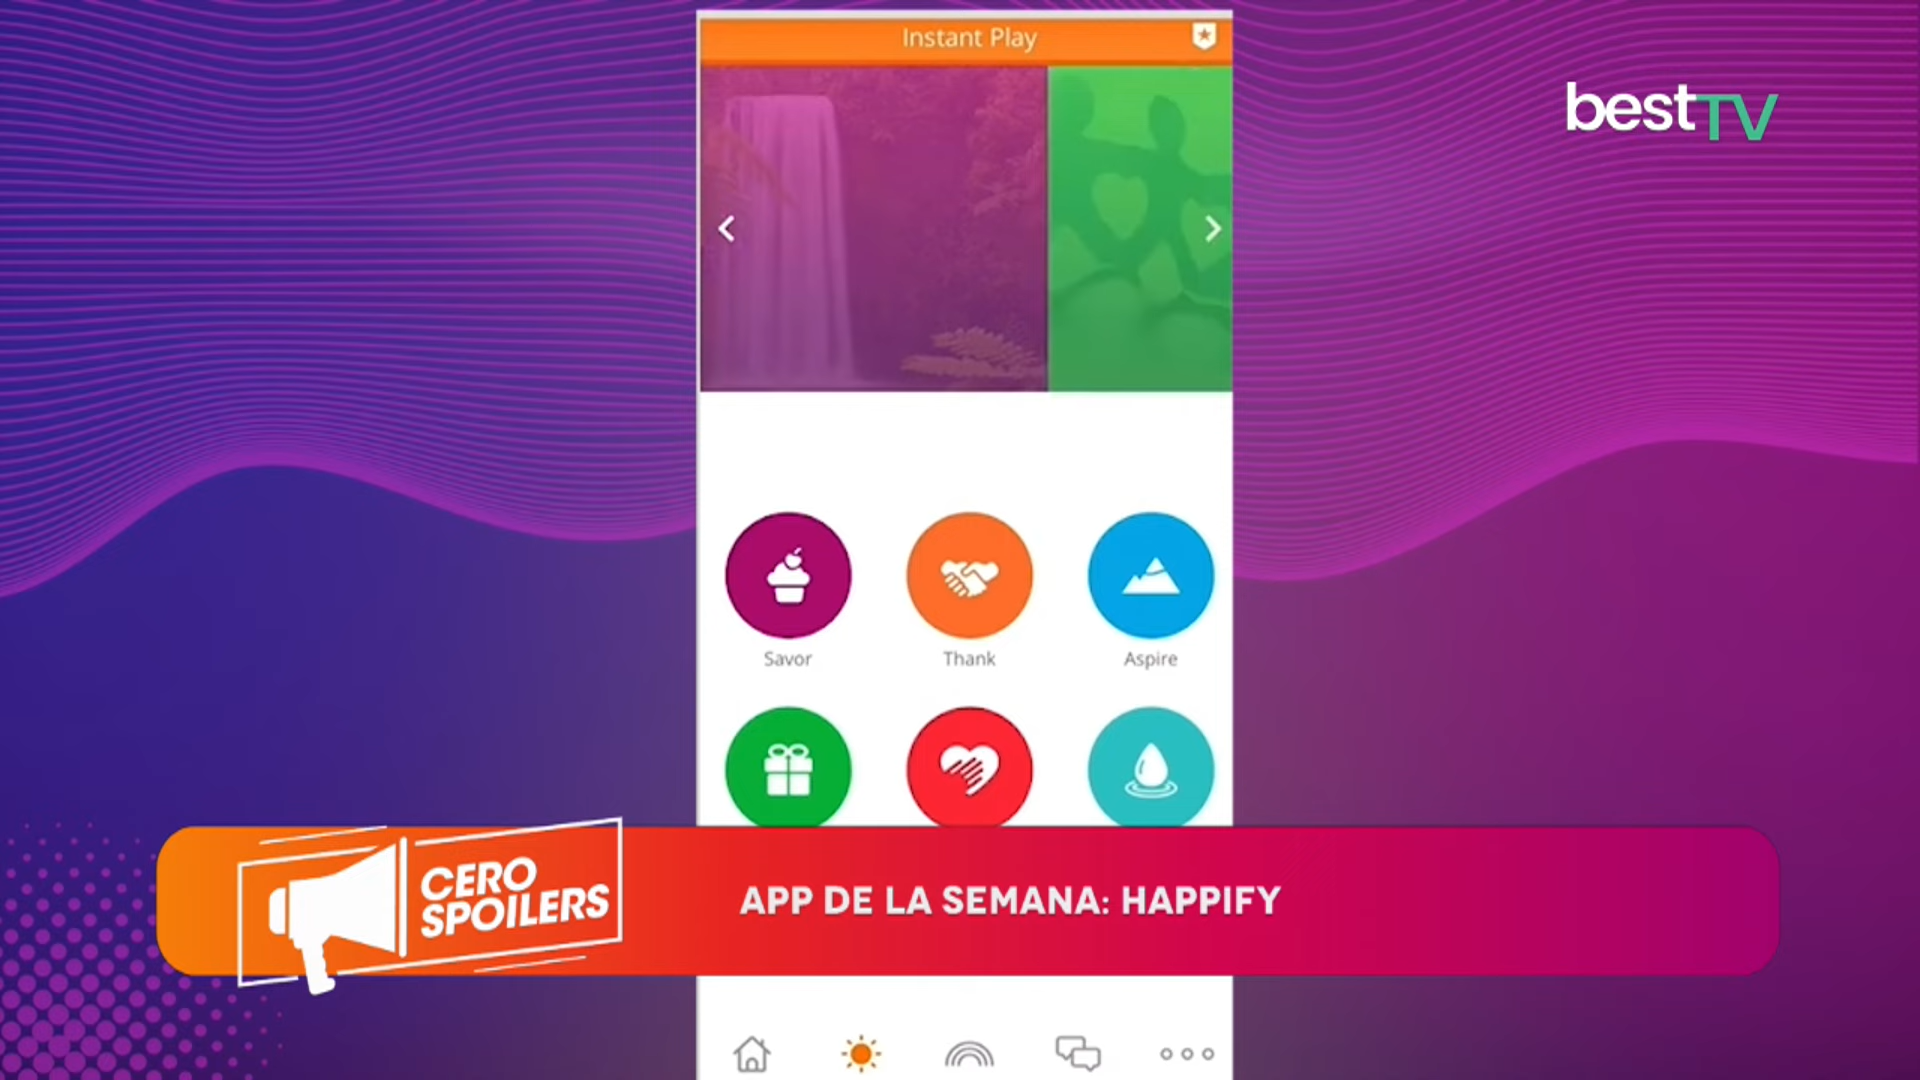 Instant Play
bestTV
Savor
Thank
Aspire
CERO
SPOILERS
APP DE LA SEMANA: HAPPIFY